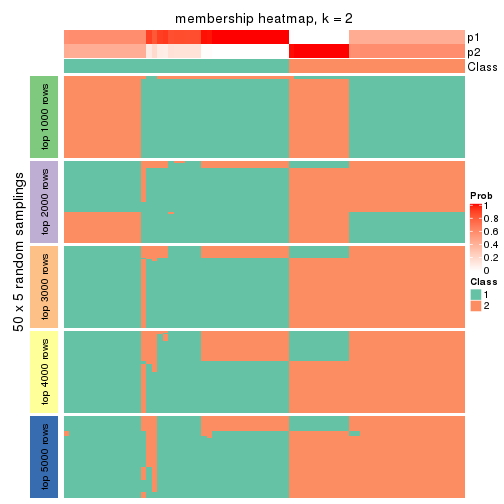 membership heatmap, k = 2
p1
p2
Class
50 x 5 random samplings
top 1000 rows
top 2000 rows
top 3000 rows
top 4000 rows
top 5000 rows
Prob
1
0.8
0.6
0.4
0.2
0
Class
1
2